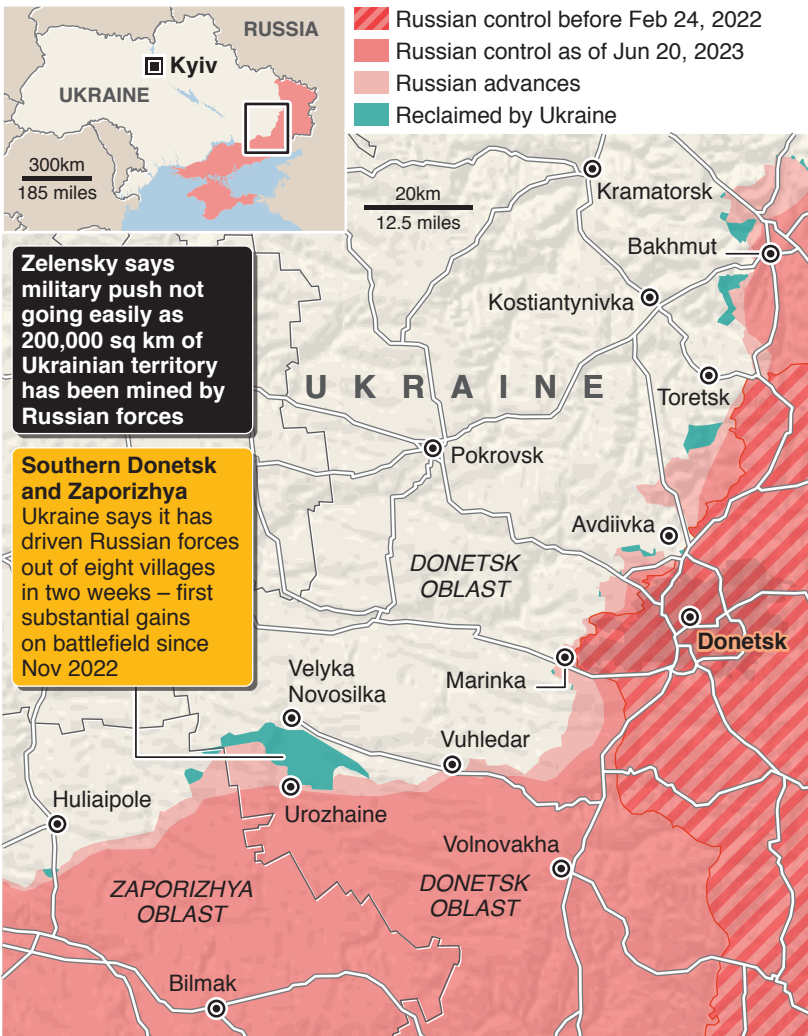 RUSSIA
Kyiv
UKRAINE
300km
185 miles
Russian control before Feb 24, 2022
Russian control as of Jun 20, 2023
Russian advances
Reclaimed by Ukraine
20km
12.5 miles
Kramatorsk
Bakhmut
Kostiantynivka
Zelensky says
military push not
going easily as
200,000 sq km of
Ukrainian territory
has been mined by
Russian forces
UKRAINE
Toretsk
Pokrovsk
Southern Donetsk
and Zaporizhya
Ukraine says it has
driven Russian forces
out of eight villages
in two weeks – first
substantial gains
on battlefield since
Nov 2022
Avdiivka
DONETSK
OBLAST
Donetsk
Marinka
Velyka
Novosilka
Vuhledar
Huliaipole
Urozhaine
Volnovakha
ZAPORIZHYA
OBLAST
DONETSK
OBLAST
Bilmak